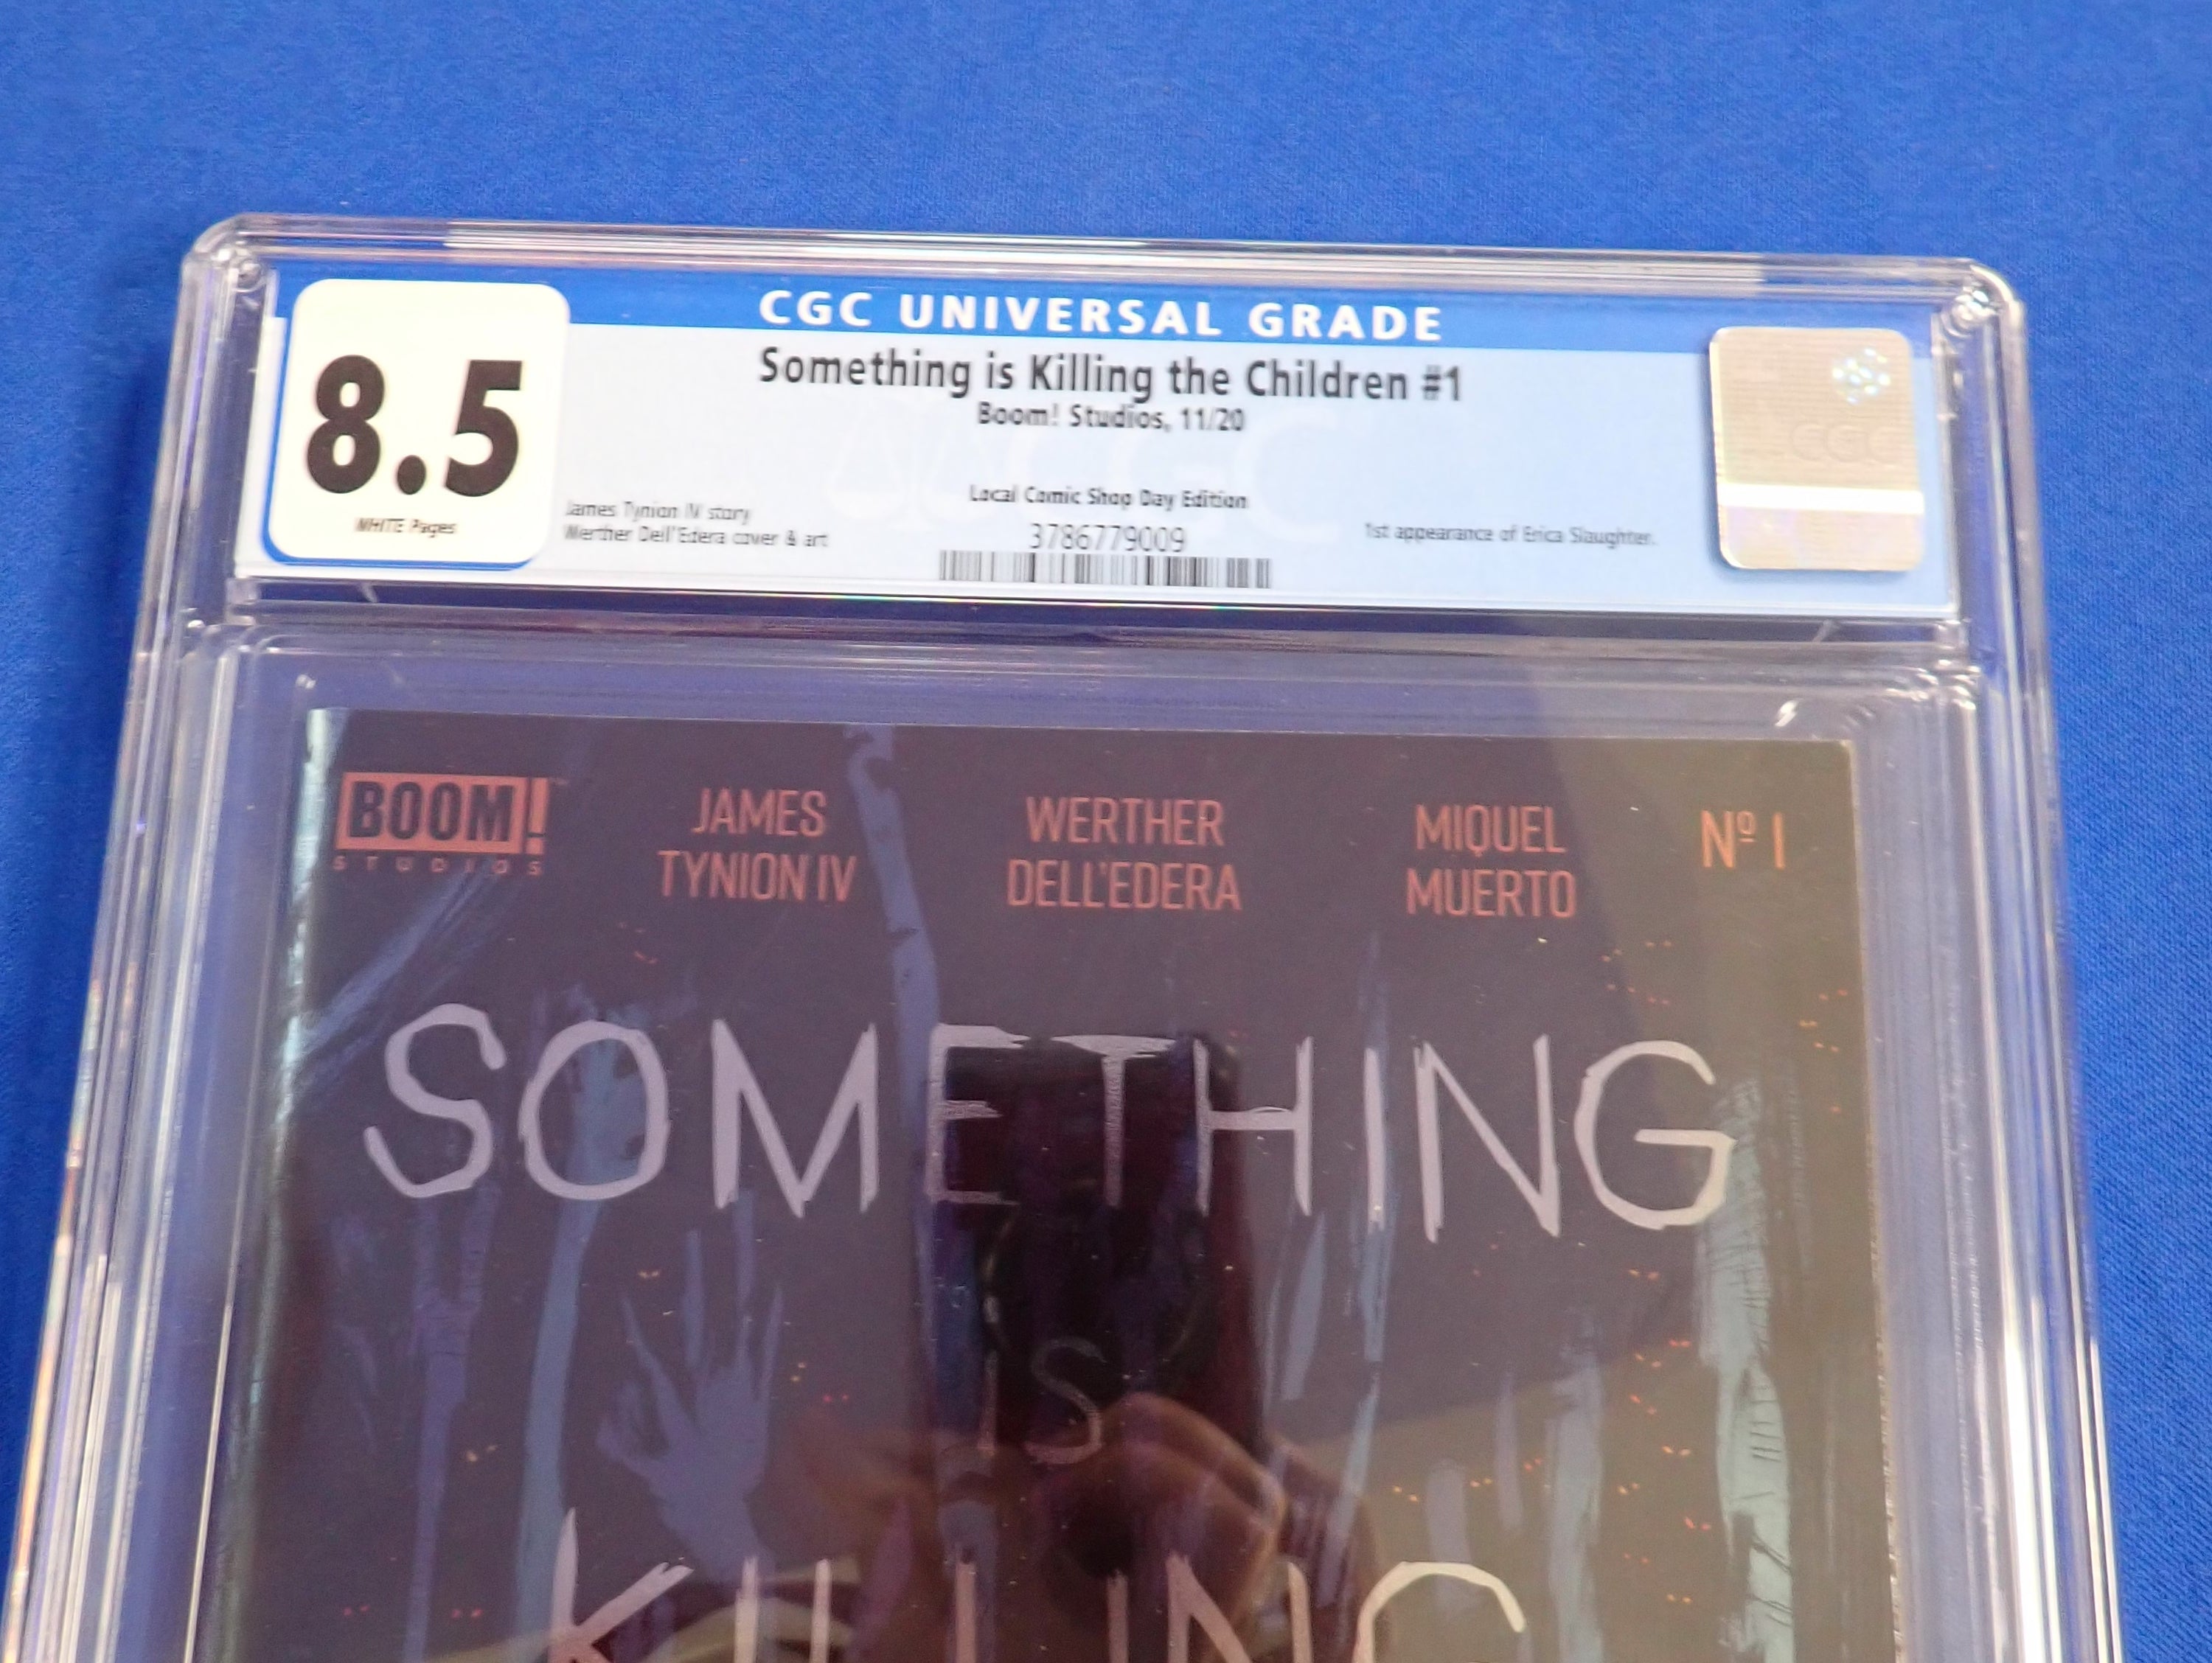 CGC UNIVERSAL GRADE
8.5
WHITE Pages
Something is Killing the Children #1
Boom! Studios, 11/20
Local Comic Shop Day Edition
James Tynion IV story
Werther Dell'Edera cover & art
3786779009
1st appearance of Erica Slaughter.
CGC
BOOM!
STUDIOS
JAMES
TYNION IV
WERTHER
DELL'EDERA
MIQUEL
MUERTO
Nº 1
SOMETHING
IS
KILLING